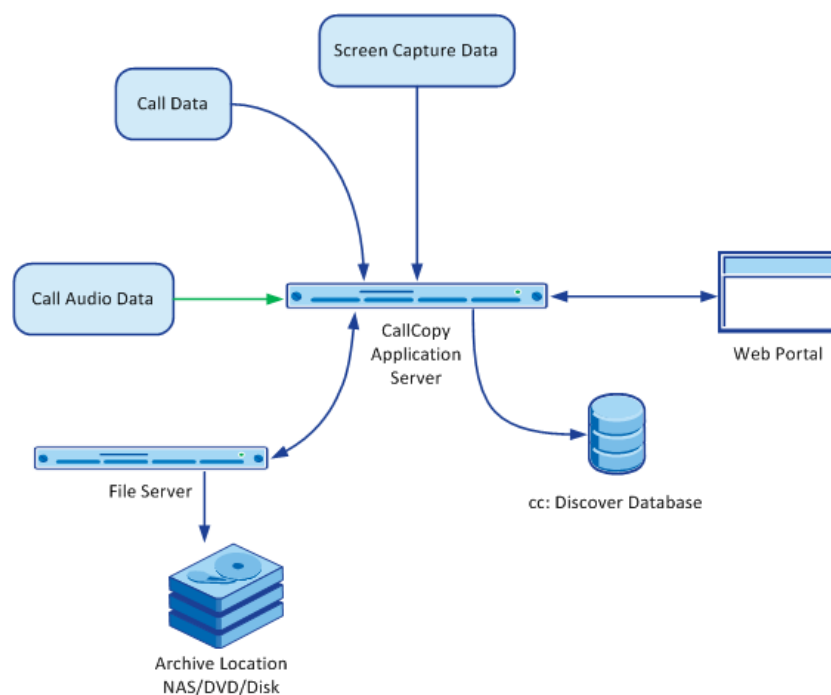 Screen Capture Data
Call Data
Call Audio Data
CallCopy
Application
Server
Web Portal
File Server
cc: Discover Database
Archive Location
NAS/DVD/Disk